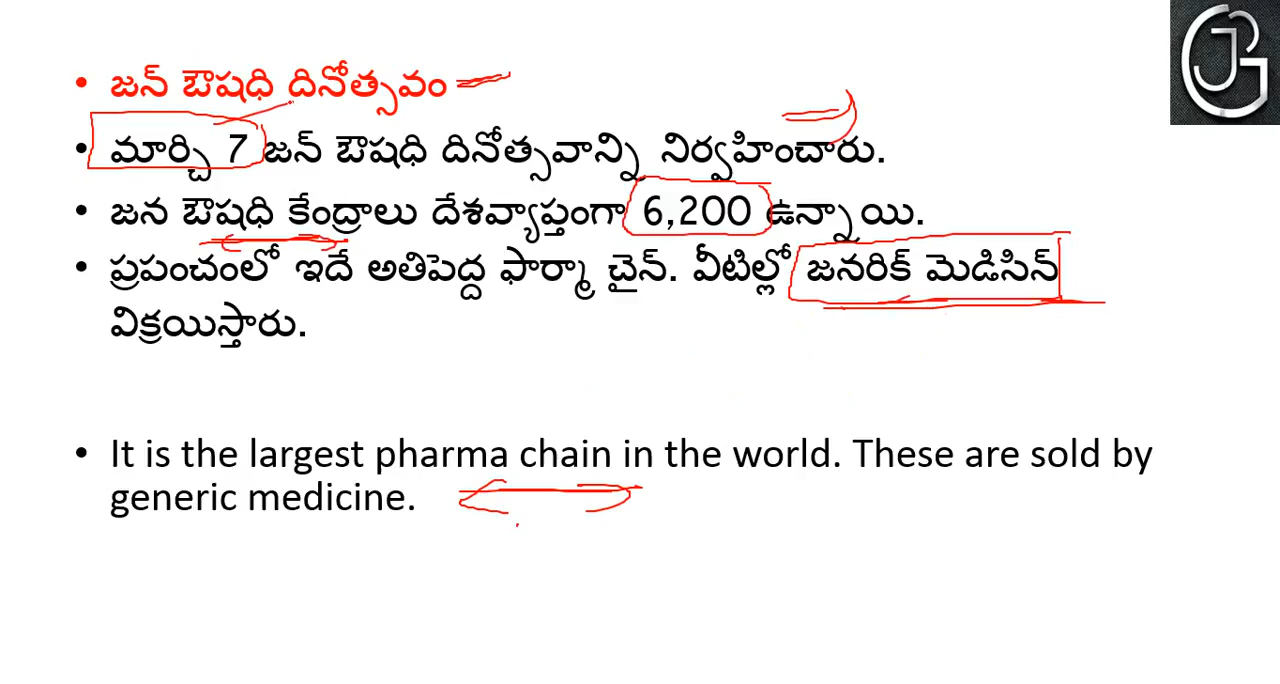 • జన్ ఔషధి దినోత్సవం
• మార్చి 7 జన్ ఔషధి దినోత్సవాన్ని నిర్వహించారు.
• జన ఔషధి కేంద్రాలు దేశవ్యాప్తంగా 6,200 ఉన్నాయి.
• ప్రపంచంలో ఇదే అతిపెద్ద ఫార్మా చైన్. వీటిల్లో జనరిక్ మెడిసిన్
విక్రయిస్తారు.
• It is the largest pharma chain in the world. These are sold by
generic medicine.